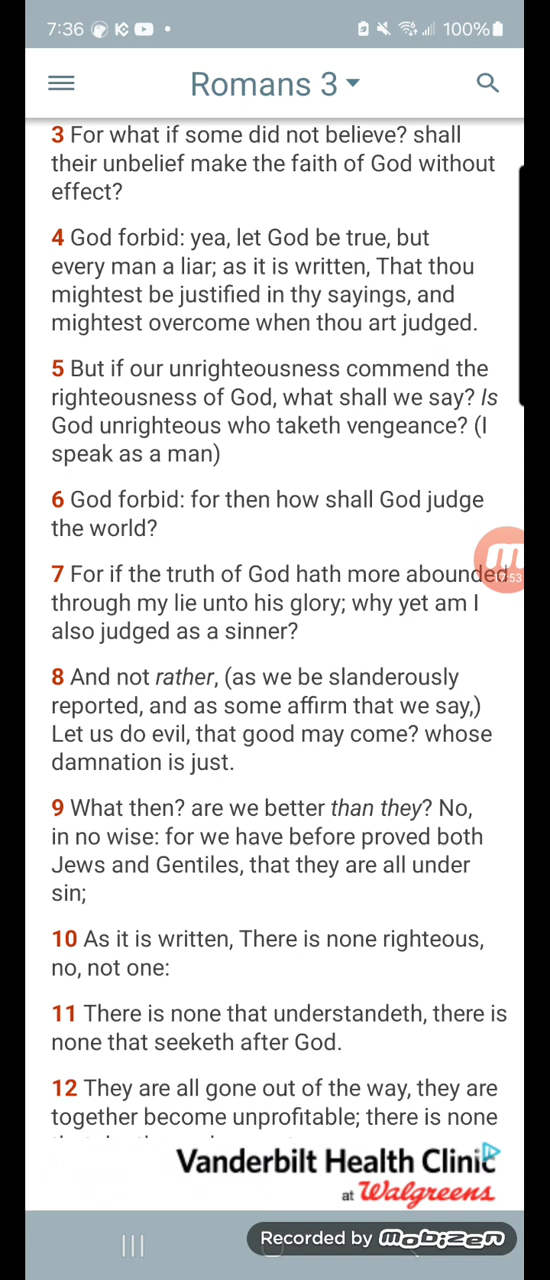 7:36 100%
Romans 3
3 For what if some did not believe? shall
their unbelief make the faith of God without
effect?
4 God forbid: yea, let God be true, but
every man a liar; as it is written, That thou
mightest be justified in thy sayings, and
mightest overcome when thou art judged.
5 But if our unrighteousness commend the
righteousness of God, what shall we say? Is
God unrighteous who taketh vengeance? (I
speak as a man)
6 God forbid: for then how shall God judge
the world?
7 For if the truth of God hath more abounded
through my lie unto his glory; why yet am I
also judged as a sinner?
8 And not rather, (as we be slanderously
reported, and as some affirm that we say,)
Let us do evil, that good may come? whose
damnation is just.
9 What then? are we better than they? No,
in no wise: for we have before proved both
Jews and Gentiles, that they are all under
sin;
10 As it is written, There is none righteous,
no, not one:
11 There is none that understandeth, there is
none that seeketh after God.
12 They are all gone out of the way, they are
together become unprofitable; there is none
Vanderbilt Health Clinic
at Walgreens
Recorded by mobizen